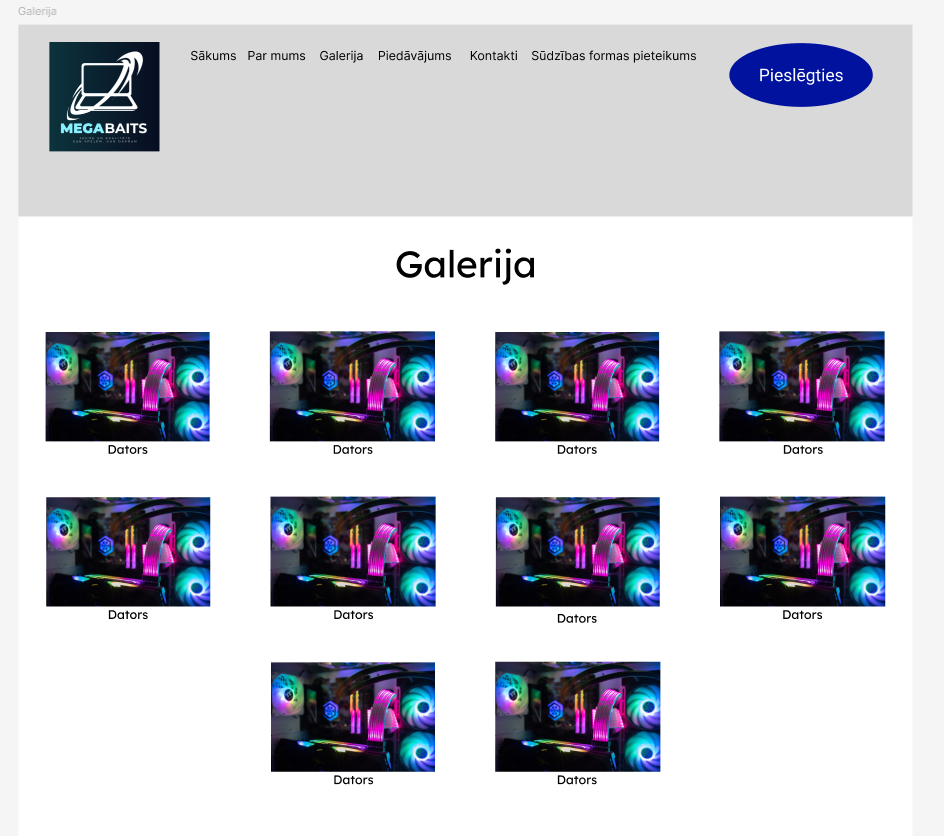 Galerija
Sākums Par mums Galerija Piedāvājums Kontakti Sūdzības formas pieteikums
Pieslēgties
MEGABAITS
Galerija
Dators Dators Dators Dators
Dators Dators Dators Dators
Dators Dators